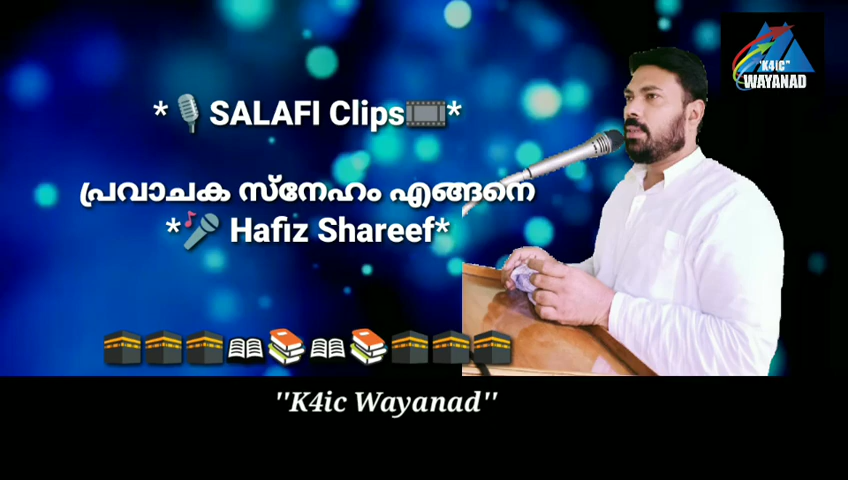 "K4IC"
WAYANAD
*🎙️SALAFI Clips🎞️*
പ്രവാചക സ്നേഹം എങ്ങനെ
*🎤 Hafiz Shareef*
🕋🕋🕋📖📚📖📚🕋🕋🕋
"K4ic Wayanad"